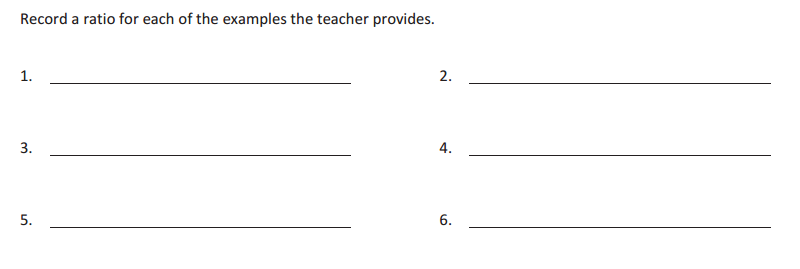 Record a ratio for each of the examples the teacher provides.
1. 2.
3. 4.
5. 6.